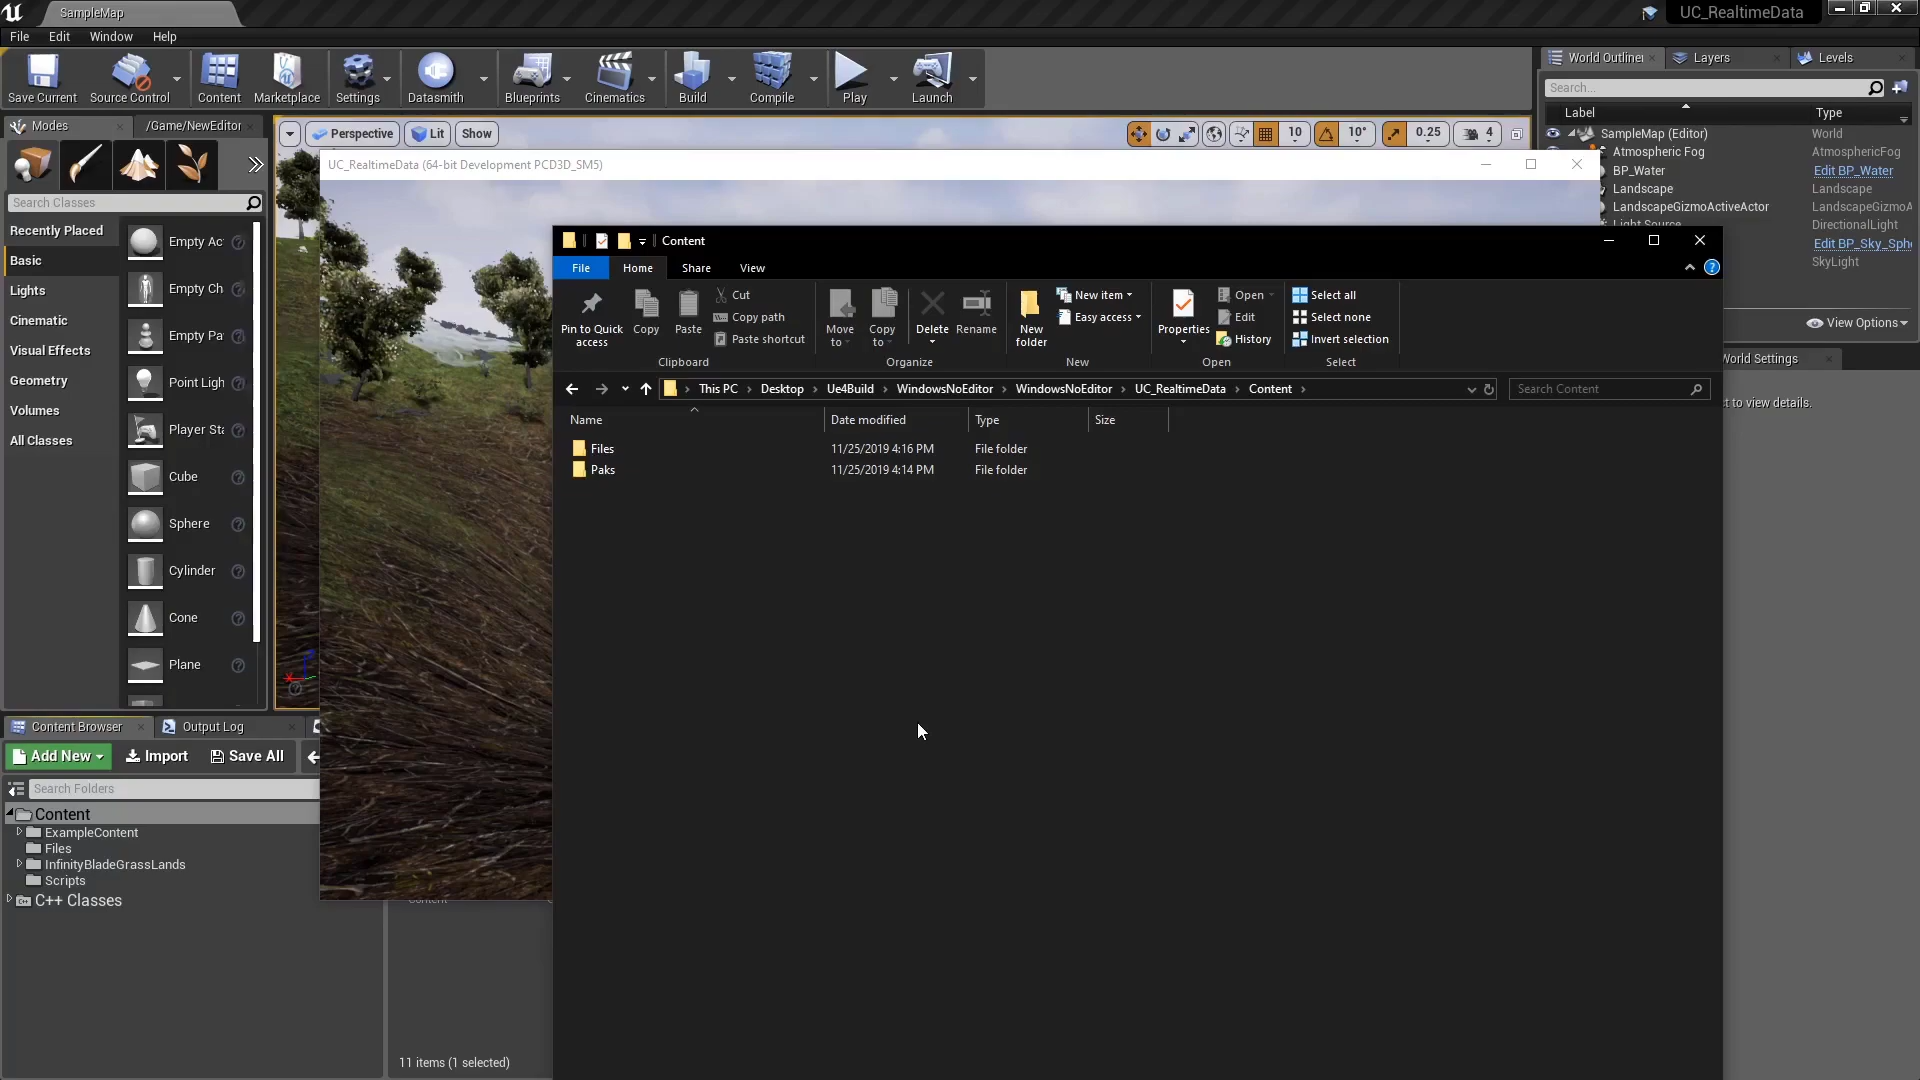 SampleMap
UC_RealtimeData
File Edit Window Help
Save Current Source Control Content Marketplace Settings Datasmith Blueprints Cinematics Build Compile Play Launch
World Outliner Layers Levels
Search...
Label Type
SampleMap (Editor) World
Atmospheric Fog AtmosphericFog
BP_Water Edit BP_Water
Landscape Landscape
LandscapeGizmoActiveActor LandscapeGizmoA
Light Source DirectionalLight
Edit BP_Sky_Sph
SkyLight
View Options
World Settings
ct to view details.
Modes /Game/NewEditor
Search Classes
Recently Placed
Basic
Lights
Cinematic
Visual Effects
Geometry
Volumes
All Classes
Empty Ac
Empty Ch
Empty Pa
Point Ligh
Player Sta
Cube
Sphere
Cylinder
Cone
Plane
Perspective Lit Show 10 10° 0.25 4
UC_RealtimeData (64-bit Development PCD3D_SM5)
Content
File Home Share View
Pin to Quick access
Copy
Paste
Cut
Copy path
Paste shortcut
Clipboard
Move to
Copy to
Delete
Rename
Organize
New folder
New item
Easy access
New
Properties
Open
Edit
History
Open
Select all
Select none
Invert selection
Select
This PC Desktop Ue4Build WindowsNoEditor WindowsNoEditor UC_RealtimeData Content
Search Content
Name Date modified Type Size
Files 11/25/2019 4:16 PM File folder
Paks 11/25/2019 4:14 PM File folder
Content Browser Output Log
Add New Import Save All
Search Folders
Content
ExampleContent
Files
InfinityBladeGrassLands
Scripts
C++ Classes
Content
11 items (1 selected)